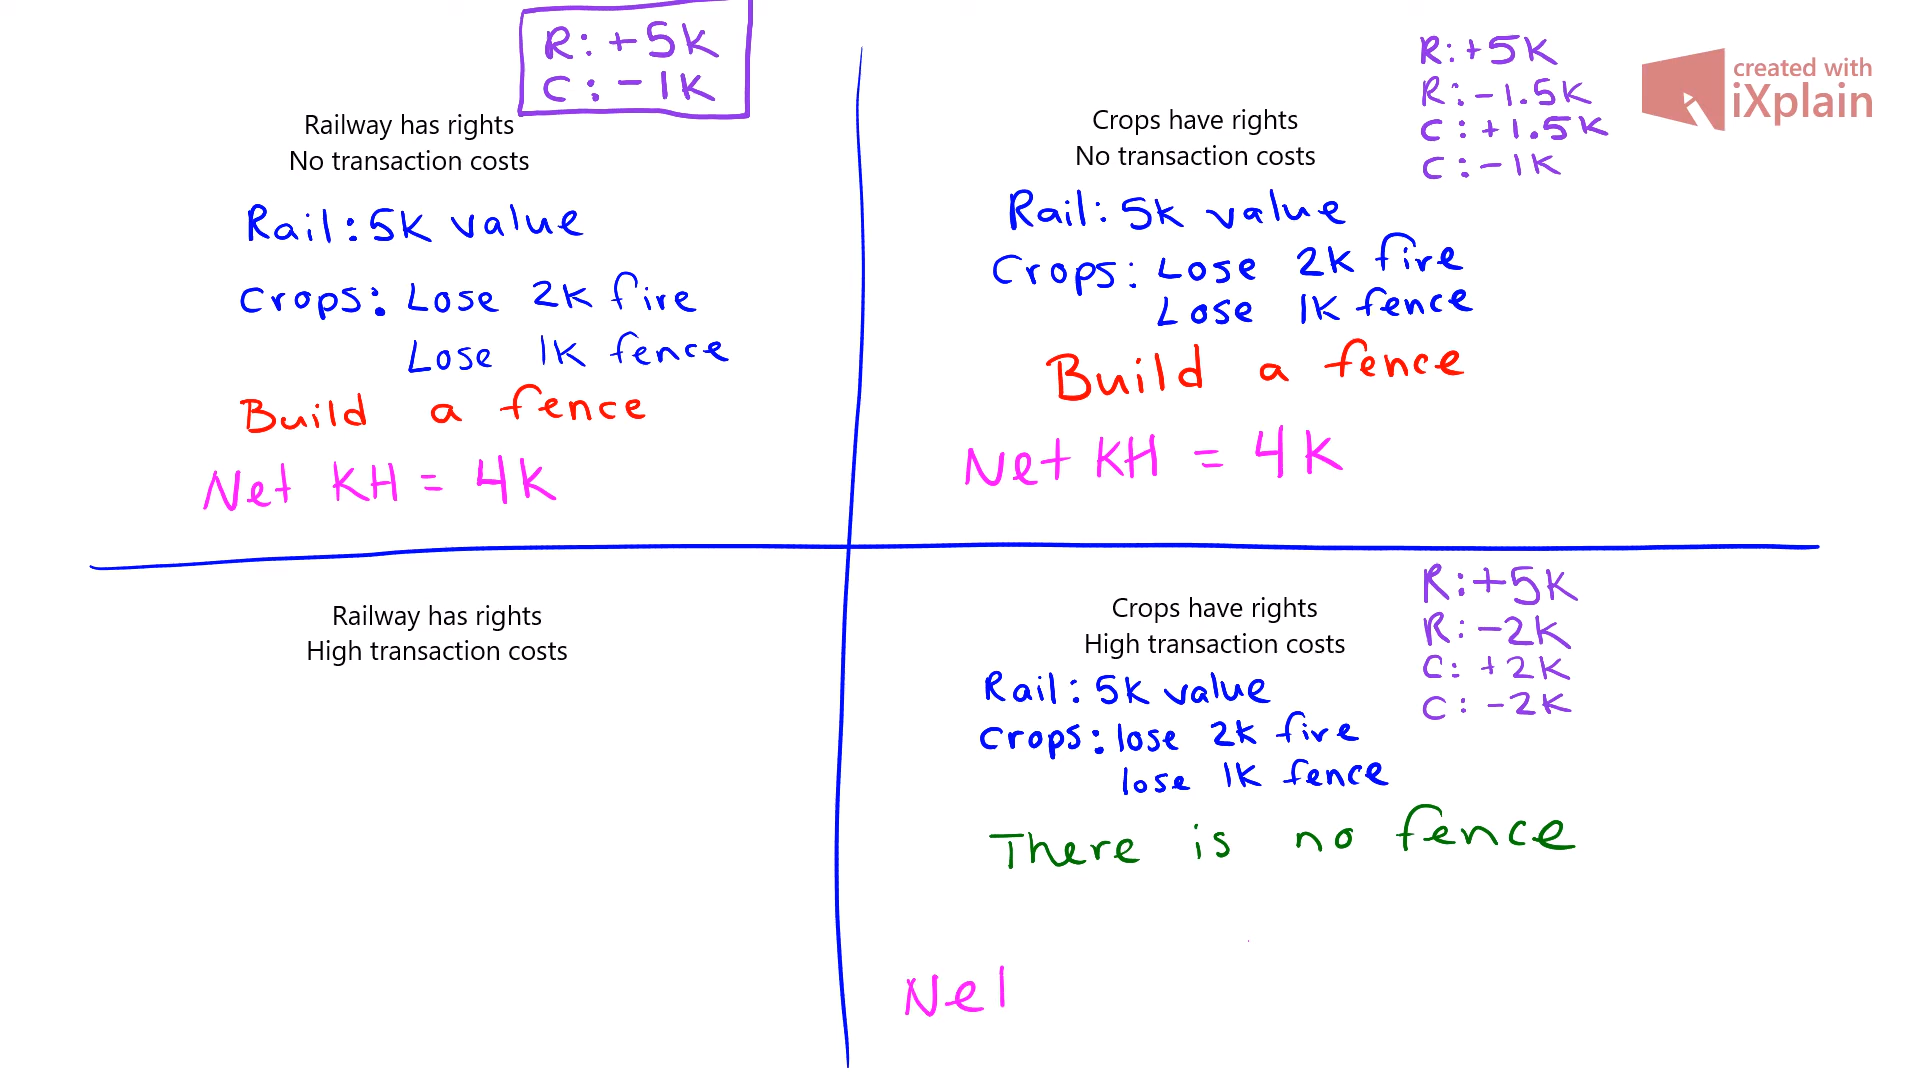 R: +5K
C: -1K
Railway has rights
No transaction costs
Rail: 5K value
Crops: Lose 2K fire
Lose 1K fence
Build a fence
Net KH = 4K
R: +5K
R: -1.5K
C: +1.5K
C: -1K
created with
iXplain
Crops have rights
No transaction costs
Rail: 5K value
Crops: Lose 2K fire
Lose 1K fence
Build a fence
Net KH = 4K
Railway has rights
High transaction costs
R: +5K
R: -2K
C: +2K
C: -2K
Crops have rights
High transaction costs
Rail: 5K value
Crops: lose 2K fire
lose 1K fence
There is no fence
Nel